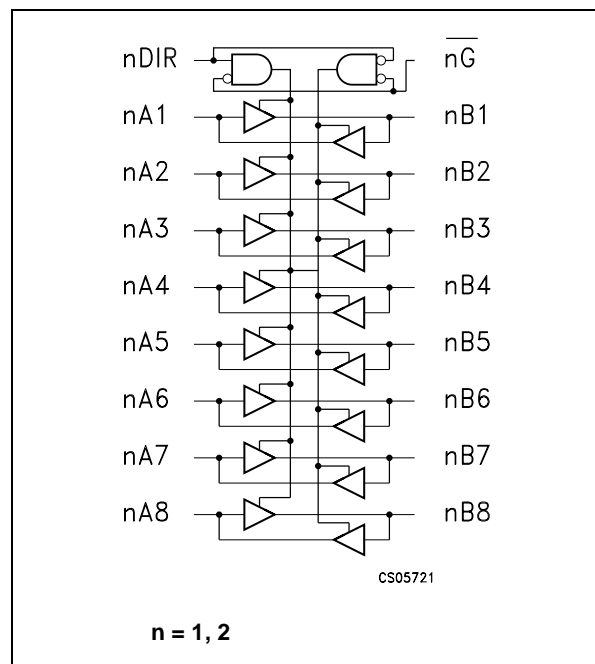 nDIR nG̅
nA1 nB1
nA2 nB2
nA3 nB3
nA4 nB4
nA5 nB5
nA6 nB6
nA7 nB7
nA8 nB8
CS05721
n = 1, 2